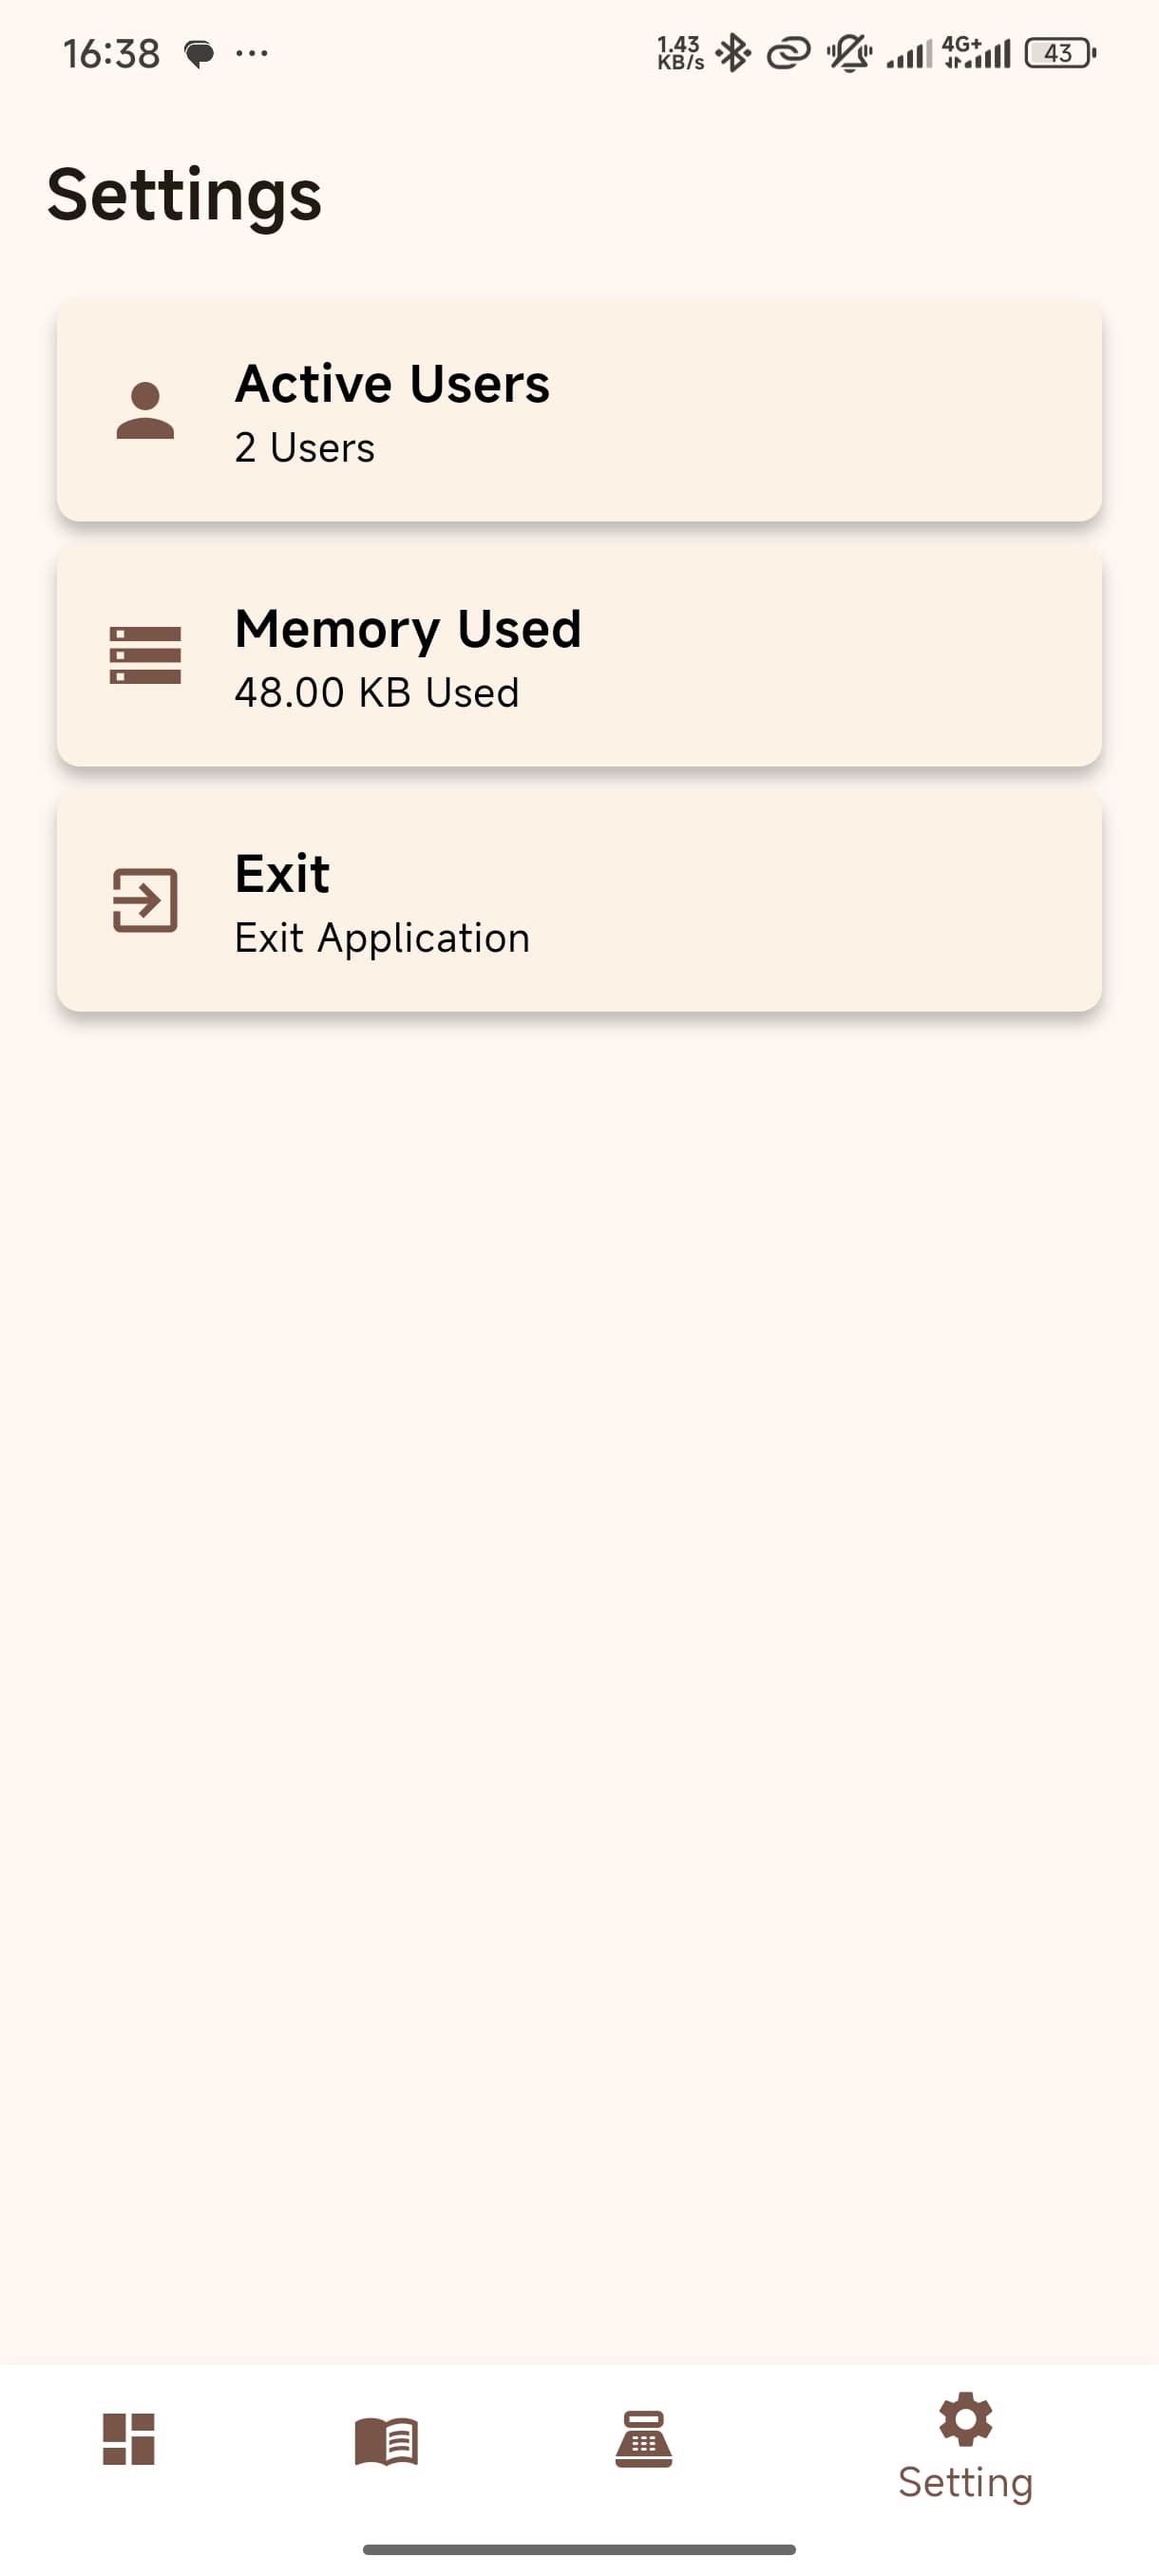 16:38
1.43
KB/s
4G+
43
Settings
Active Users
2 Users
Memory Used
48.00 KB Used
Exit
Exit Application
Setting